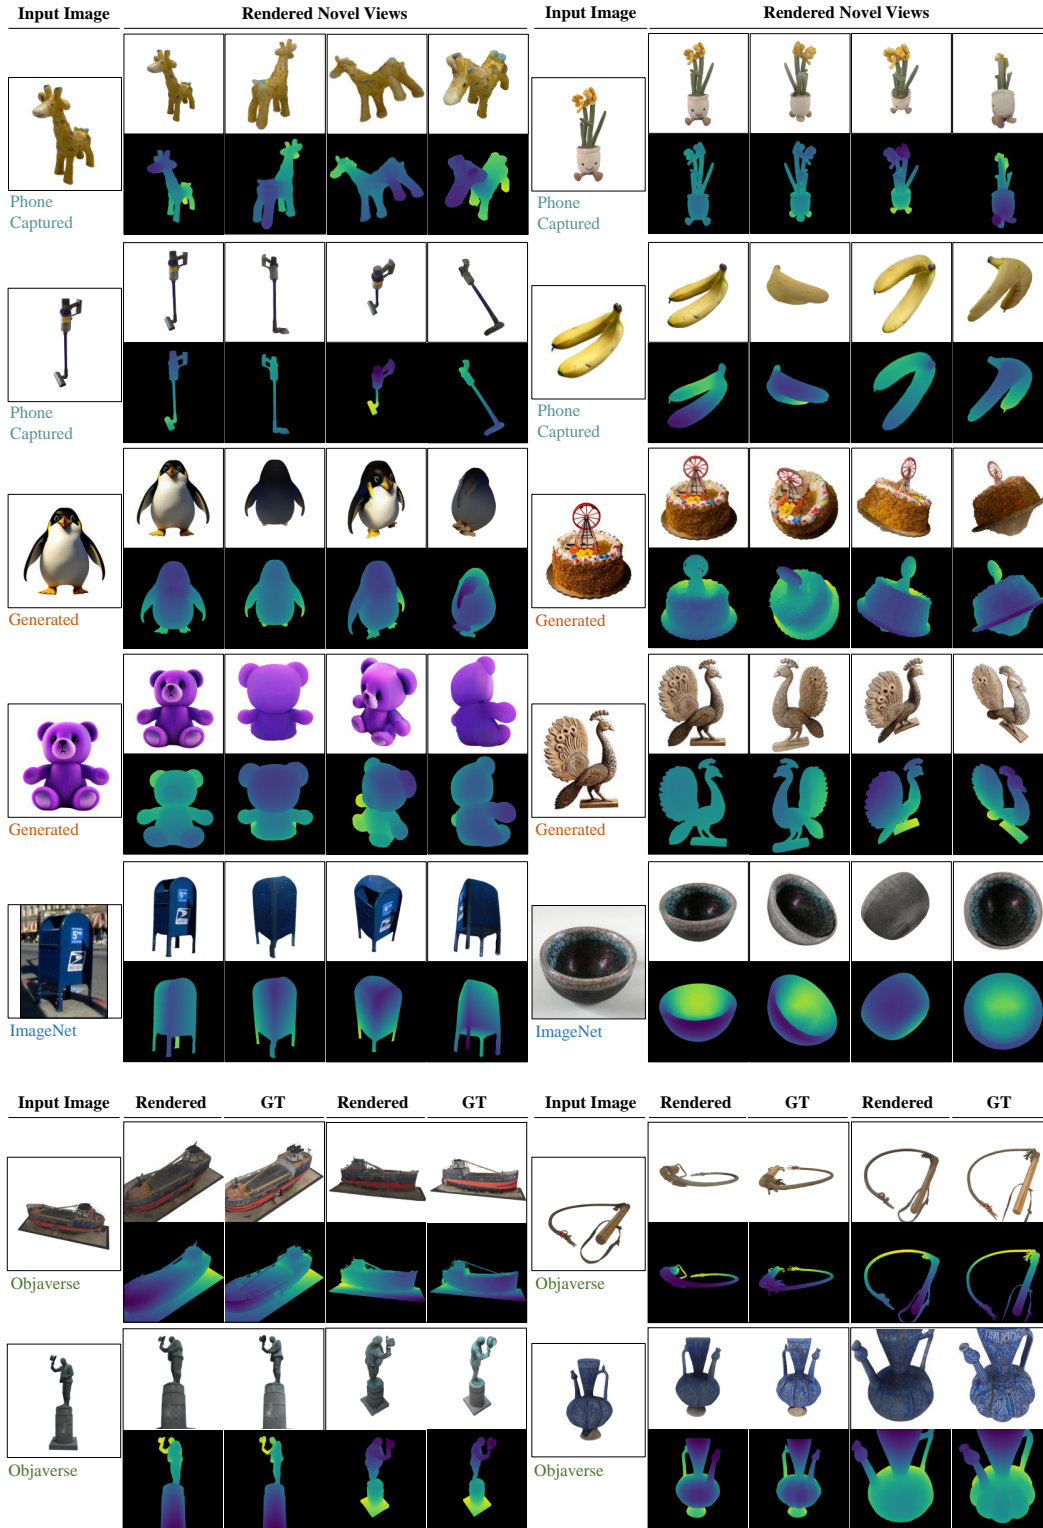 Input Image Rendered Novel Views Input Image Rendered Novel Views
Phone
Captured
Phone
Captured
Phone
Captured
Phone
Captured
Generated
Generated
Generated
Generated
ImageNet
ImageNet
Input Image Rendered GT Rendered GT Input Image Rendered GT Rendered GT
Objaverse
Objaverse
Objaverse
Objaverse